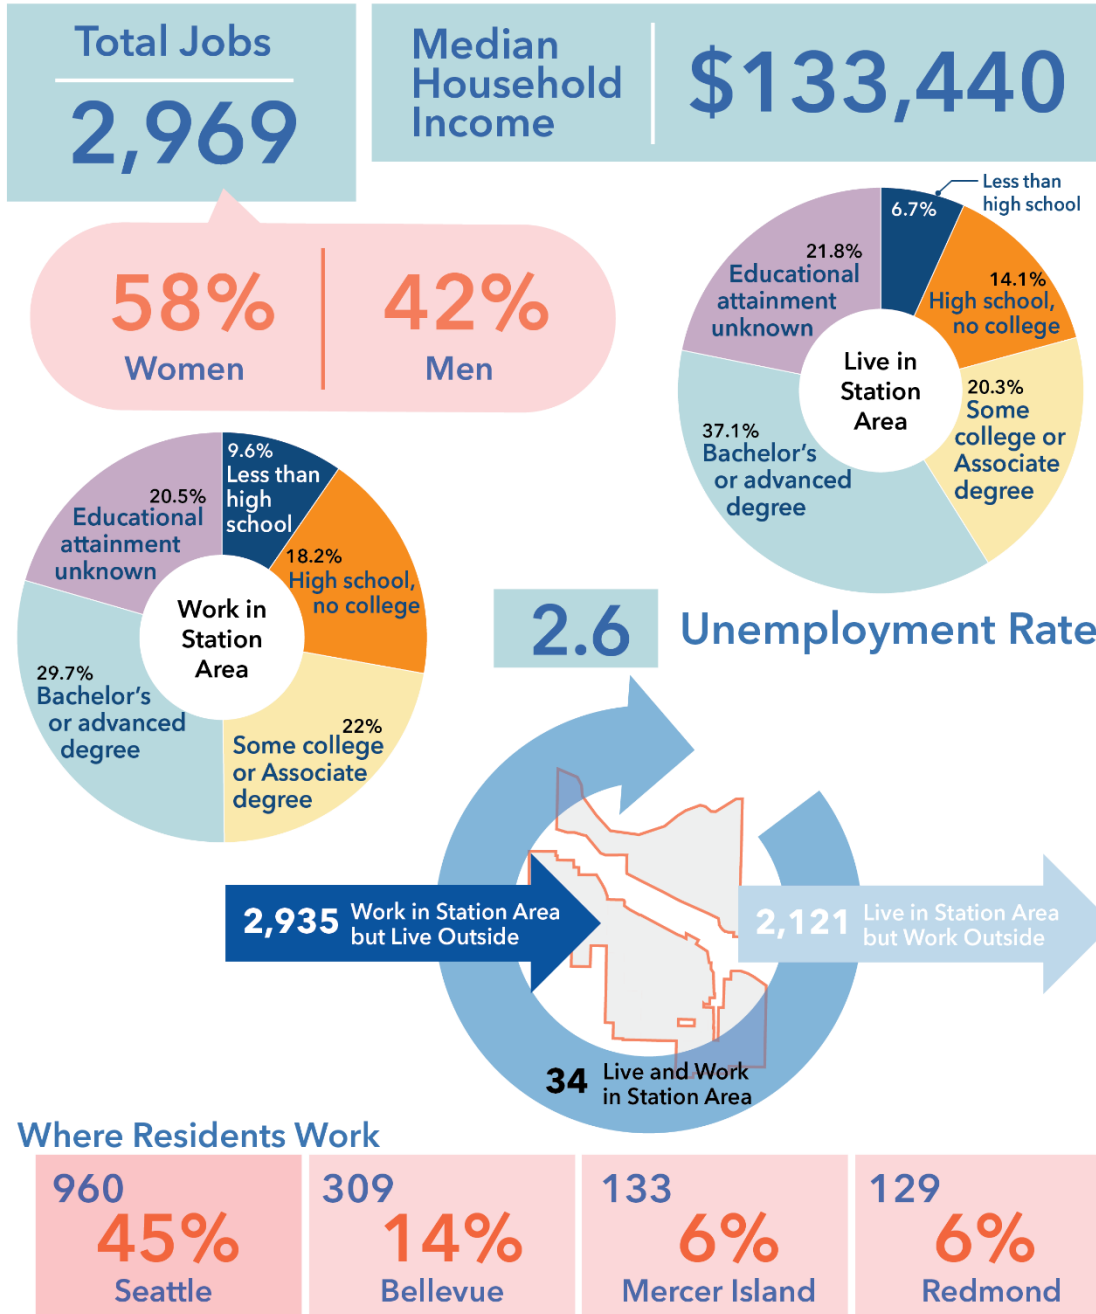 Total Jobs
2,969
Median
Household
Income
$133,440
58%
Women
42%
Men
Less than
high school
6.7%
14.1%
High school,
no college
20.3%
Some
college or
Associate
degree
37.1%
Bachelor's
or advanced
degree
21.8%
Educational
attainment
unknown
Live in
Station
Area
9.6%
Less than
high
school
18.2%
High school,
no college
22%
Some college
or Associate
degree
29.7%
Bachelor's
or advanced
degree
20.5%
Educational
attainment
unknown
Work in
Station
Area
2.6
Unemployment Rate
2,935
Work in Station Area
but Live Outside
2,121
Live in Station Area
but Work Outside
34
Live and Work
in Station Area
Where Residents Work
960
45%
Seattle
309
14%
Bellevue
133
6%
Mercer Island
129
6%
Redmond